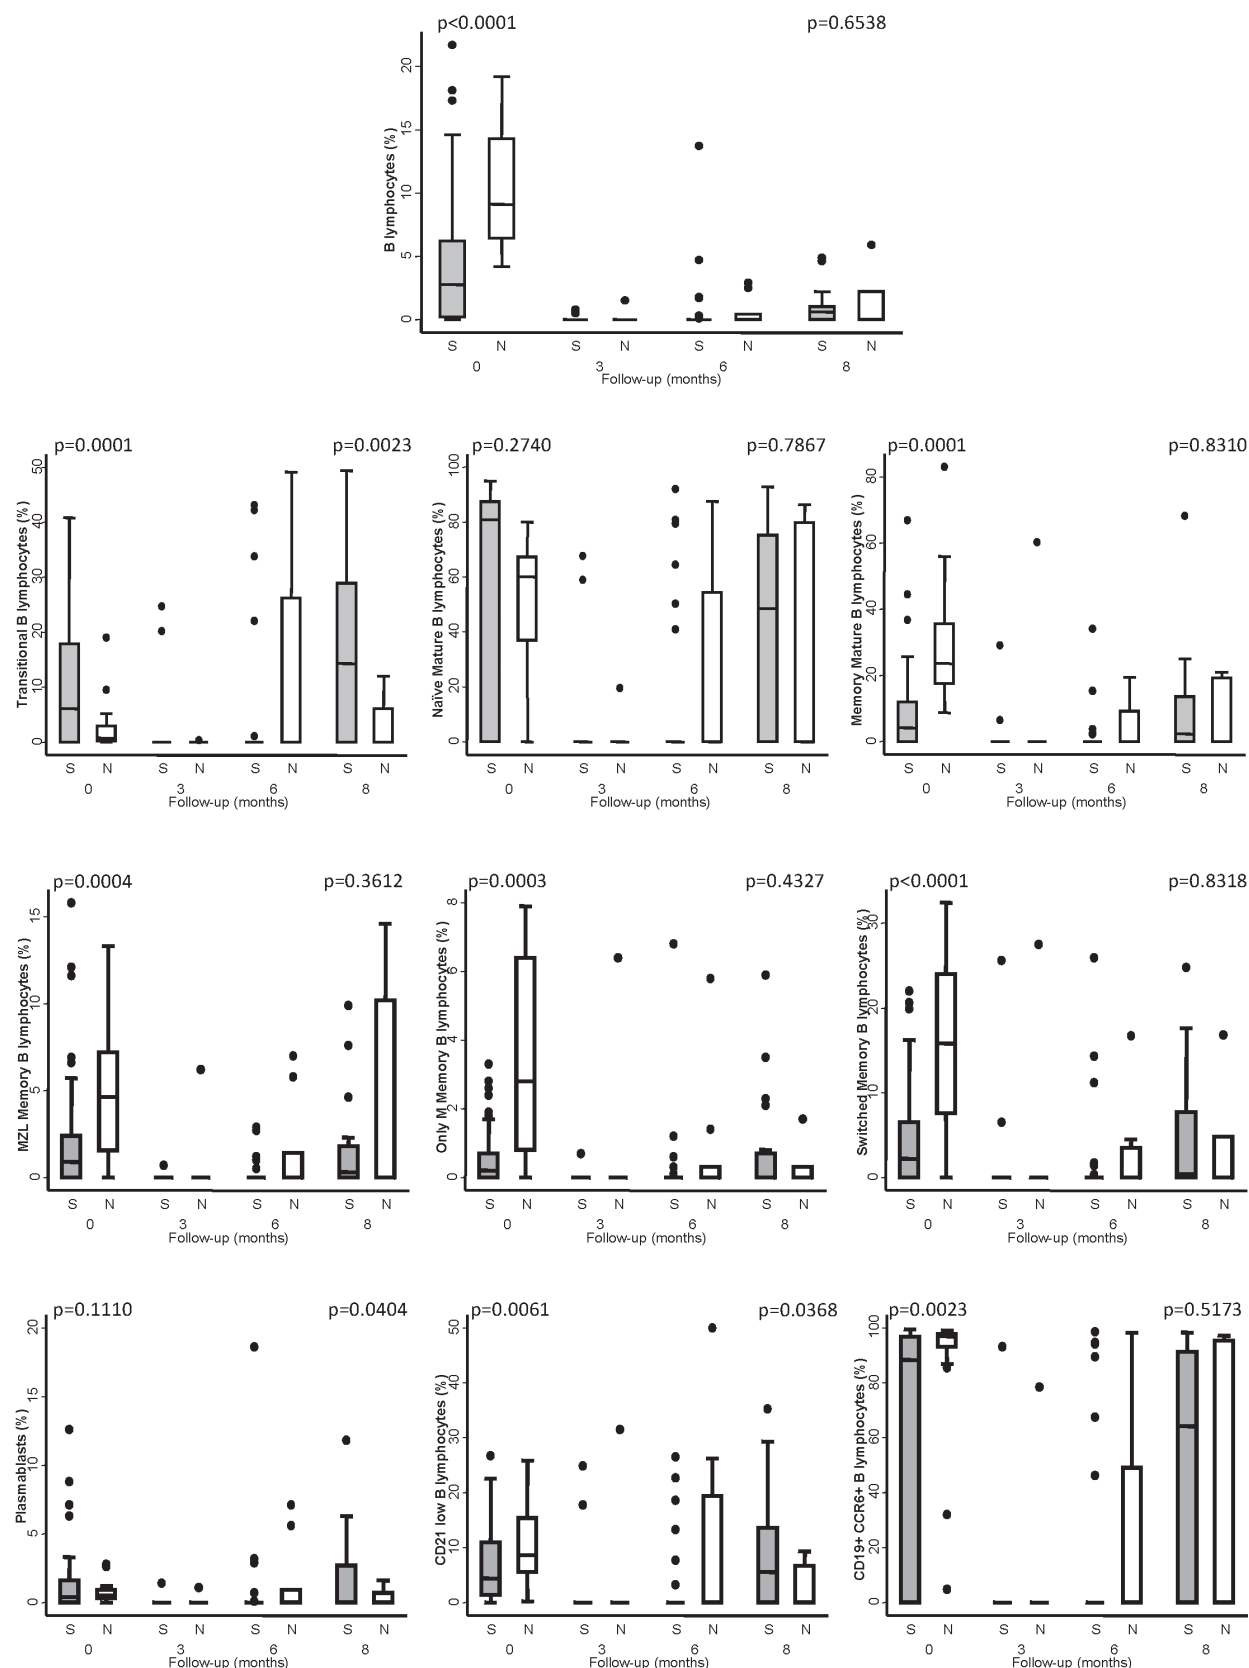 p<0.0001 p=0.6538
B lymphocytes (%)
20
15
10
5
0
S N S N S N S N
0 3 6 8
Follow-up (months)
p=0.0001 p=0.0023
Transitional B lymphocytes (%)
50
40
30
20
10
0
S N S N S N S N
0 3 6 8
Follow-up (months)
p=0.2740 p=0.7867
Naïve Mature B lymphocytes (%)
100
80
60
40
20
0
S N S N S N S N
0 3 6 8
Follow-up (months)
p=0.0001 p=0.8310
Memory Mature B lymphocytes (%)
80
60
40
20
0
S N S N S N S N
0 3 6 8
Follow-up (months)
p=0.0004 p=0.3612
MZL Memory B lymphocytes (%)
15
10
5
0
S N S N S N S N
0 3 6 8
Follow-up (months)
p=0.0003 p=0.4327
Only M Memory B lymphocytes (%)
8
6
4
2
0
S N S N S N S N
0 3 6 8
Follow-up (months)
p<0.0001 p=0.8318
Switched Memory B lymphocytes (%)
30
20
10
0
S N S N S N S N
0 3 6 8
Follow-up (months)
p=0.1110 p=0.0404
Plasmablasts (%)
20
15
10
5
0
S N S N S N S N
0 3 6 8
Follow-up (months)
p=0.0061 p=0.0368
CD21 low B lymphocytes (%)
50
40
30
20
10
0
S N S N S N S N
0 3 6 8
Follow-up (months)
p=0.0023 p=0.5173
CD19+ CCR6+ B lymphocytes (%)
100
80
60
40
20
0
S N S N S N S N
0 3 6 8
Follow-up (months)